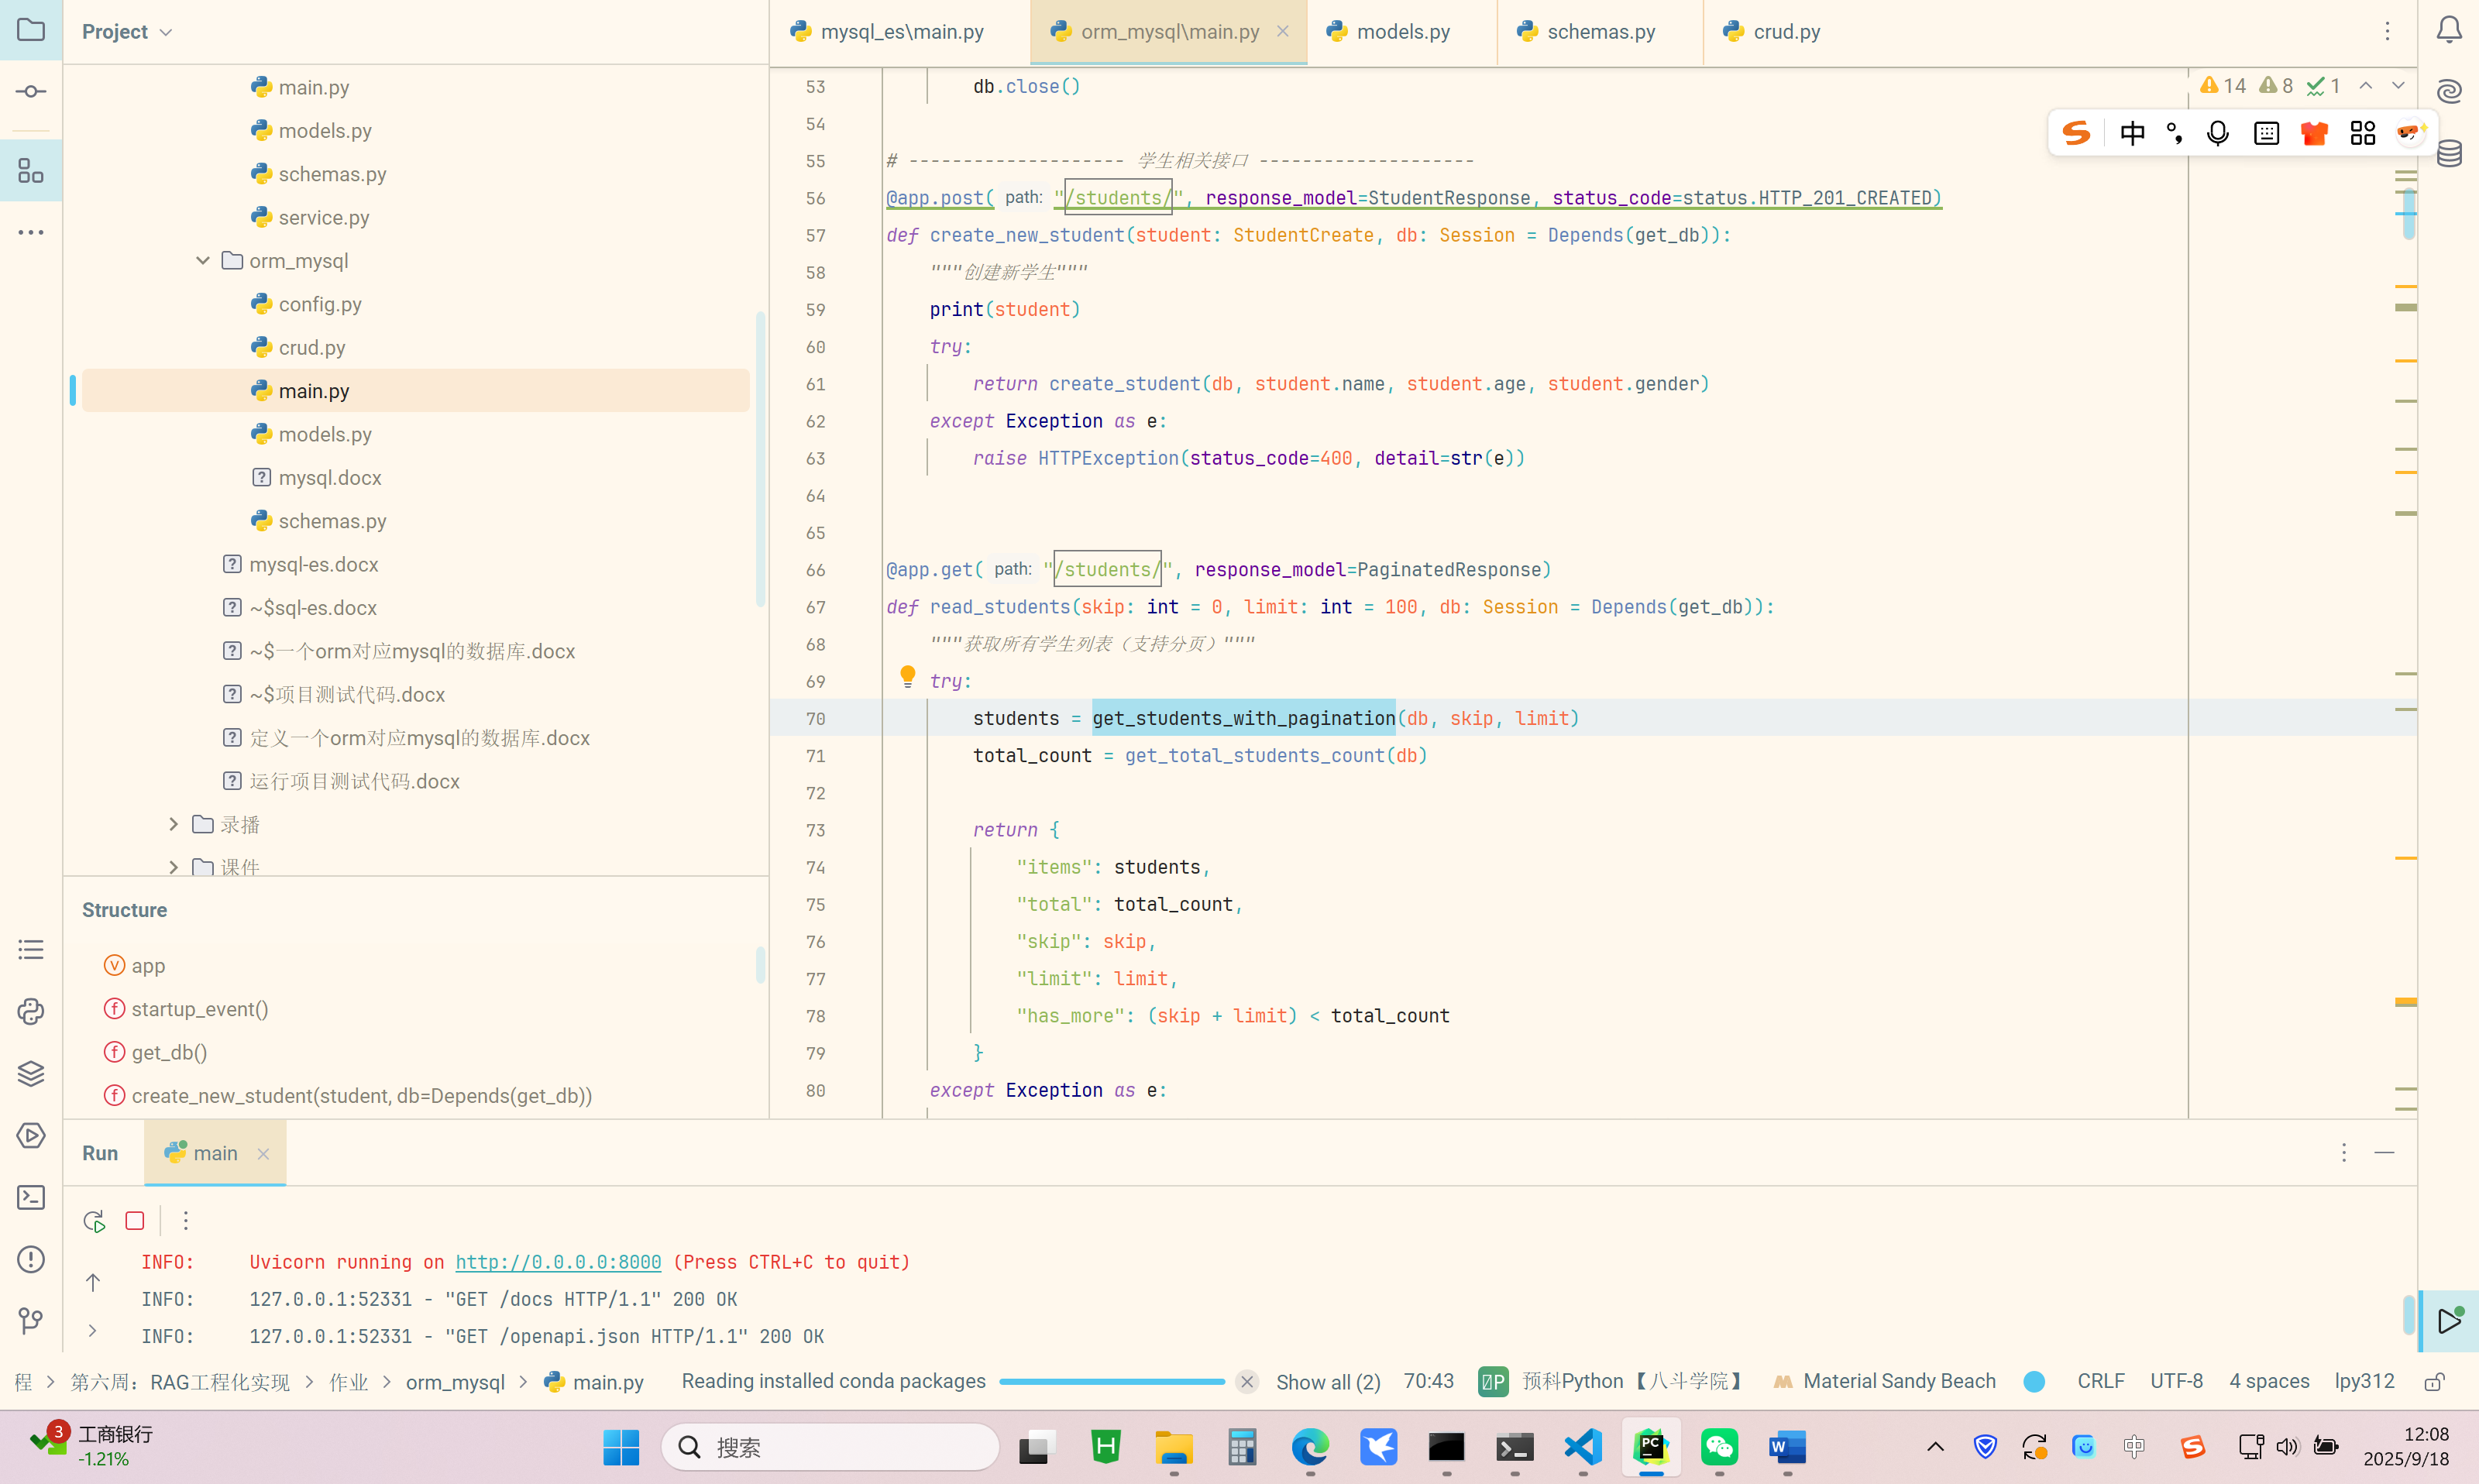 Project
mysql_es\main.py
orm_mysql\main.py
models.py
schemas.py
crud.py
main.py
models.py
schemas.py
service.py
orm_mysql
config.py
crud.py
main.py
models.py
mysql.docx
schemas.py
mysql-es.docx
~$sql-es.docx
~$一个orm对应mysql的数据库.docx
~$项目测试代码.docx
定义一个orm对应mysql的数据库.docx
运行项目测试代码.docx
录播
课件
14 8 1
中
53 db.close()
54
55 # -------------------- 学生相关接口 --------------------
56 @app.post( path: "/students/", response_model=StudentResponse, status_code=status.HTTP_201_CREATED)
57 def create_new_student(student: StudentCreate, db: Session = Depends(get_db)):
58 """创建新学生"""
59 print(student)
60 try:
61 return create_student(db, student.name, student.age, student.gender)
62 except Exception as e:
63 raise HTTPException(status_code=400, detail=str(e))
64
65
66 @app.get( path: "/students/", response_model=PaginatedResponse)
67 def read_students(skip: int = 0, limit: int = 100, db: Session = Depends(get_db)):
68 """获取所有学生列表（支持分页）"""
69 try:
70 students = get_students_with_pagination(db, skip, limit)
71 total_count = get_total_students_count(db)
72
73 return {
74 "items": students,
75 "total": total_count,
76 "skip": skip,
77 "limit": limit,
78 "has_more": (skip + limit) < total_count
79 }
80 except Exception as e:
Structure
app
startup_event()
get_db()
create_new_student(student, db=Depends(get_db))
Run
main
INFO: Uvicorn running on http://0.0.0.0:8000 (Press CTRL+C to quit)
INFO: 127.0.0.1:52331 - "GET /docs HTTP/1.1" 200 OK
INFO: 127.0.0.1:52331 - "GET /openapi.json HTTP/1.1" 200 OK
程 > 第六周：RAG工程化实现 > 作业 > orm_mysql > main.py
Reading installed conda packages
Show all (2)
70:43
预科Python【八斗学院】
Material Sandy Beach
CRLF
UTF-8
4 spaces
lpy312
3
工商银行
-1.21%
搜索
中
12:08
2025/9/18